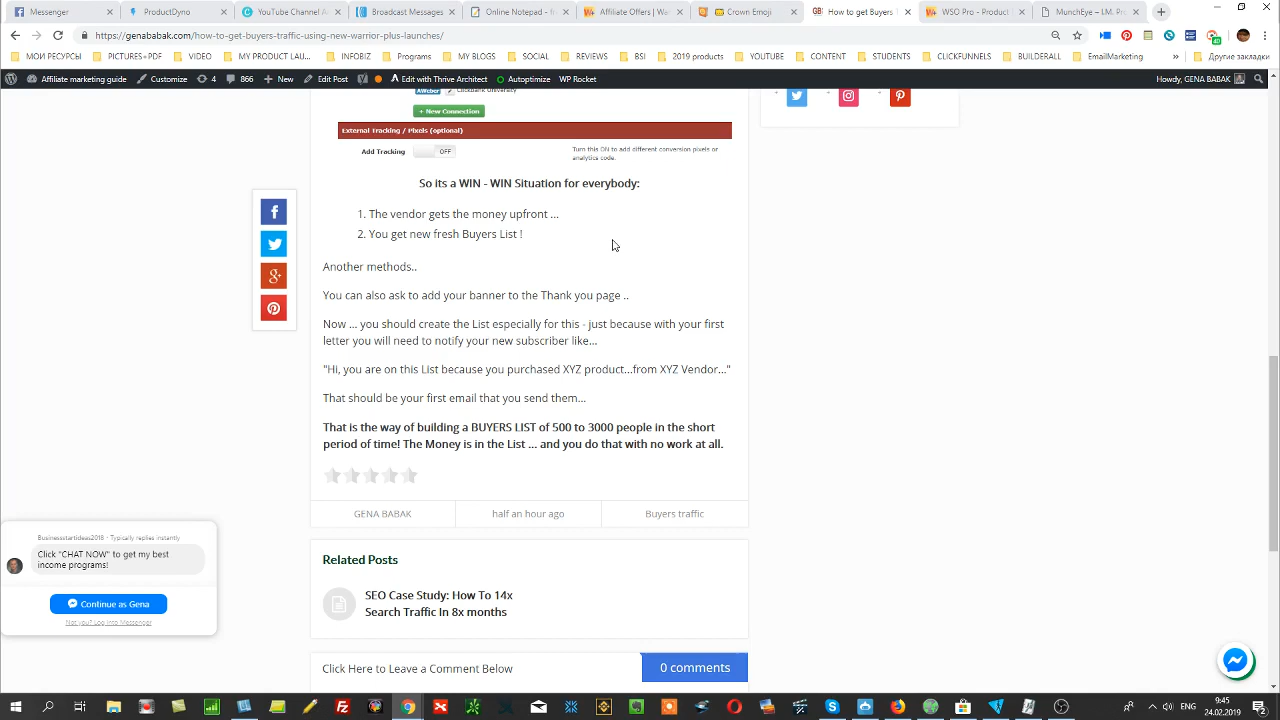 Messenger
ProductDyno
YouTube Channel A
Broadcast Messages
Online Notepad - fr
Affiliate Offers | Wa
Crown Emoji
How to get Buyers
WSO Pro - Product
MunchEye – J.M. Pr
https://genababak.com/how-to-get-buyers-traffic-using-new-warrior-plus-launches/
МОИ РЕСУРСЫ
PICTURES+PDF
VIDEO
MY PRODUCT LAU...
INFOBIZ
Programs
MY BLOGS
SOCIAL
REVIEWS
BSI
2019 products
YOUTUBE
CONTENT
STUDENTS
CLICKFUNNELS
BUILDERALL
EmailMarketing
»
Другие закладки
Affiliate marketing guide
Customize
4
866
+ New
Edit Post
Edit with Thrive Architect
Autoptimize
WP Rocket
Howdy, GENA BABAK
AWeber
Clickbank University
+ New Connection
External Tracking / Pixels (optional)
Add Tracking
OFF
Turn this ON to add different conversion pixels or
analytics code.
So its a WIN - WIN Situation for everybody:
1. The vendor gets the money upfront ...
2. You get new fresh Buyers List !
Another methods..
You can also ask to add your banner to the Thank you page ..
Now ... you should create the List especially for this - just because with your first
letter you will need to notify your new subscriber like...
"Hi, you are on this List because you purchased XYZ product...from XYZ Vendor..."
That should be your first email that you send them...
That is the way of building a BUYERS LIST of 500 to 3000 people in the short
period of time! The Money is in the List ... and you do that with no work at all.
GENA BABAK
half an hour ago
Buyers traffic
Businessstartideas2018 - Typically replies instantly
Click "CHAT NOW" to get my best
income programs!
Continue as Gena
Not you? Log into Messenger
Related Posts
SEO Case Study: How To 14x
Search Traffic In 8x months
Click Here to Leave a Comment Below
0 comments
9:45
24.02.2019